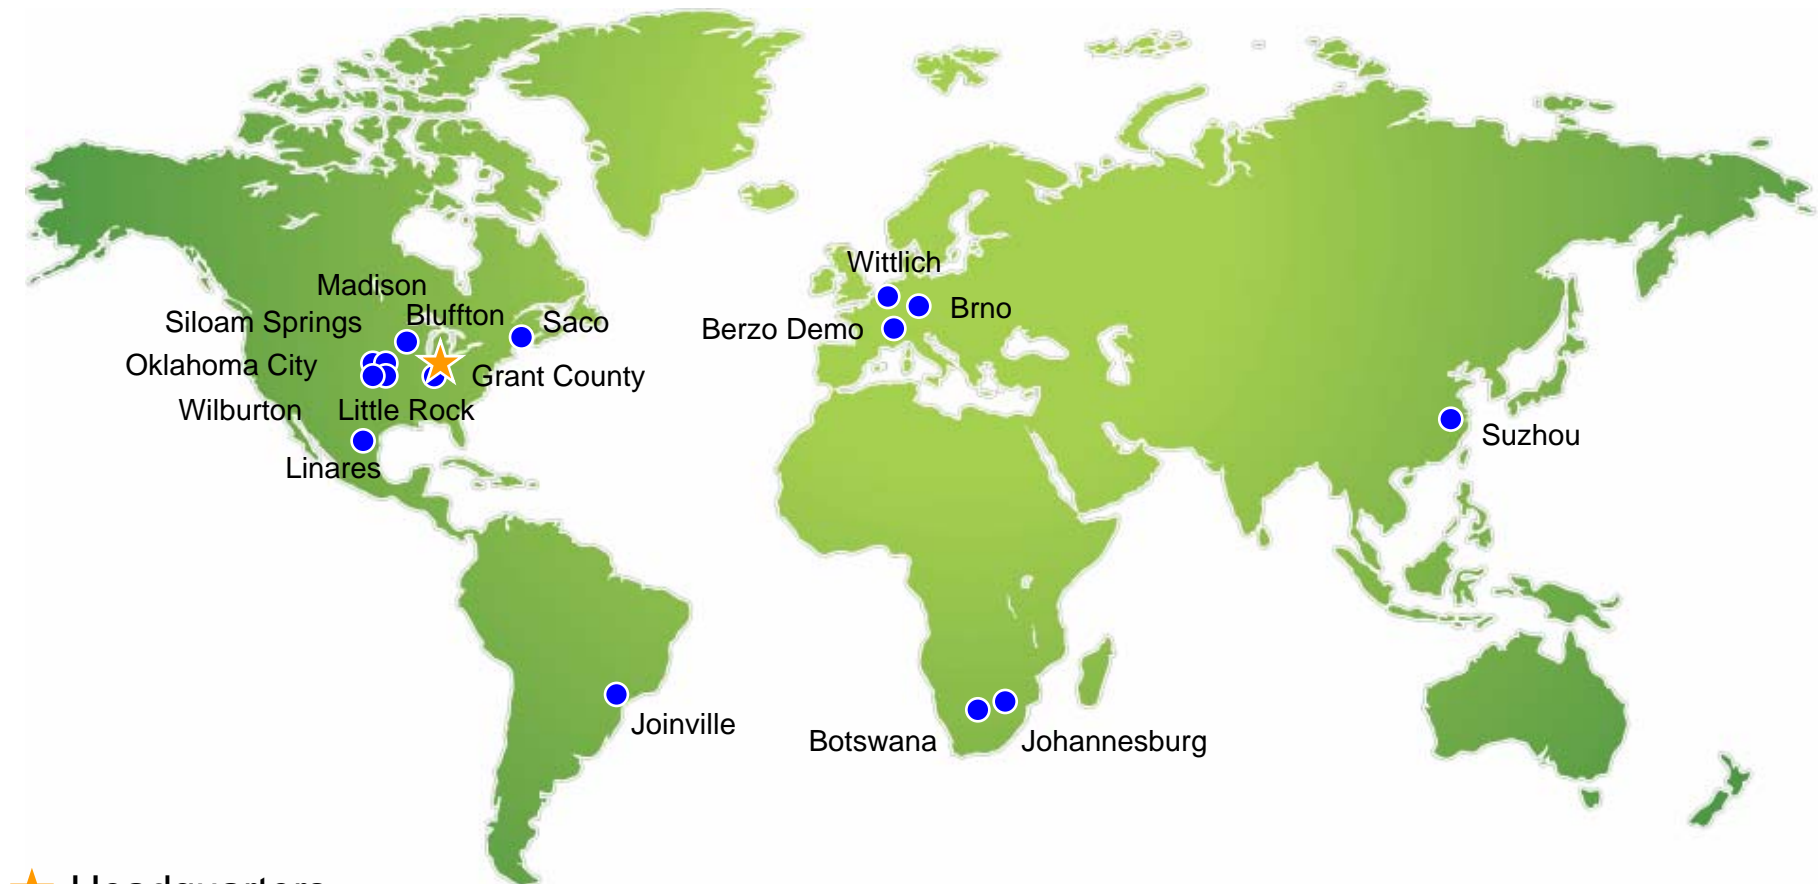 Wittlich
Madison
Brno
Bluffton
Siloam Springs
Saco
Berzo Demo
Oklahoma City
Grant County
Wilburton
Little Rock
Suzhou
Linares
Joinville
Botswana
Johannesburg
Headquarters